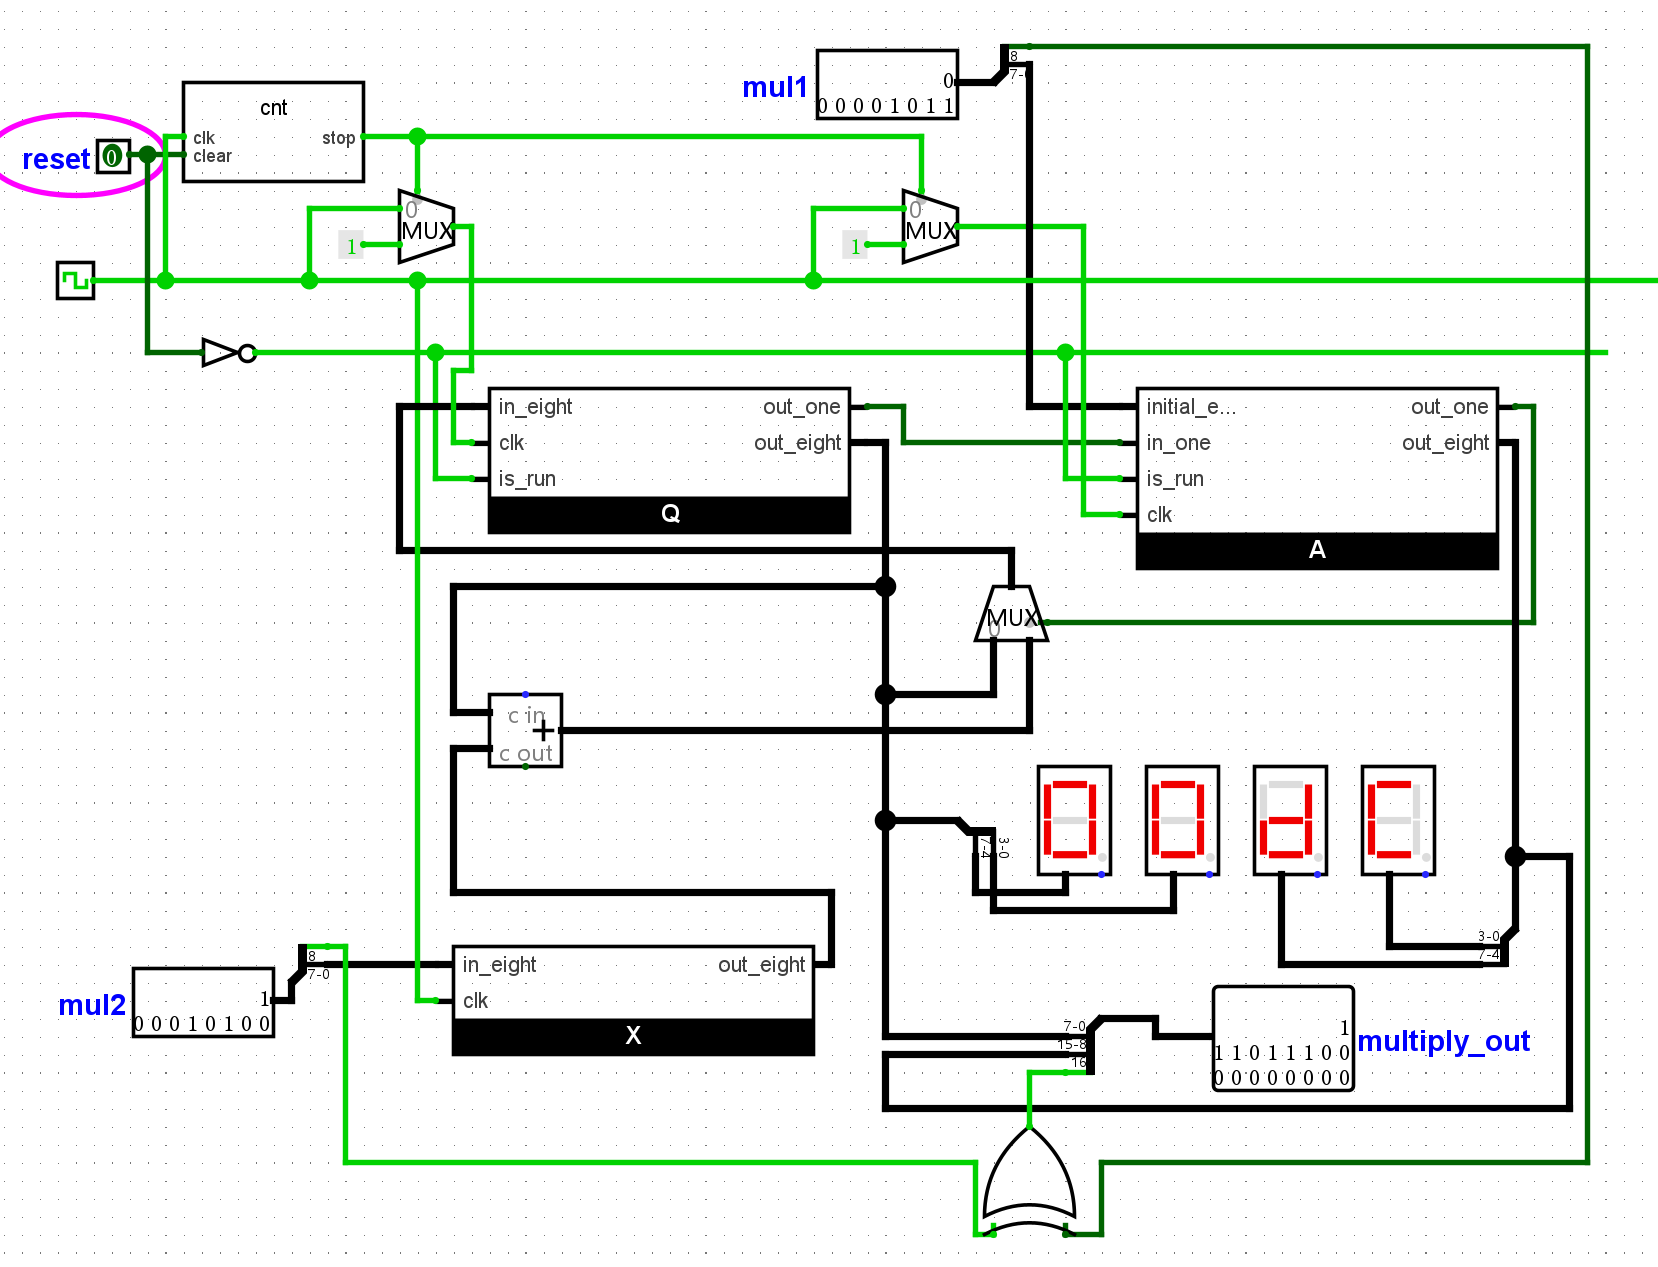 mul1
0
0 0 0 0 1 0 1 1
8
7-
cnt
clk
stop
clear
reset
0
0
MUX
1
0
MUX
1
in_eight
out_one
clk
out_eight
is_run
Q
initial_e...
out_one
in_one
out_eight
is_run
clk
A
MUX
0
c in
+
c out
7-4
3-0
0 0 d C
3-0
7-4
mul2
1
0 0 0 1 0 1 0 0
8
7-0
in_eight
out_eight
clk
X
7-0
15-8
16
1
1 1 0 1 1 1 0 0
0 0 0 0 0 0 0 0
multiply_out